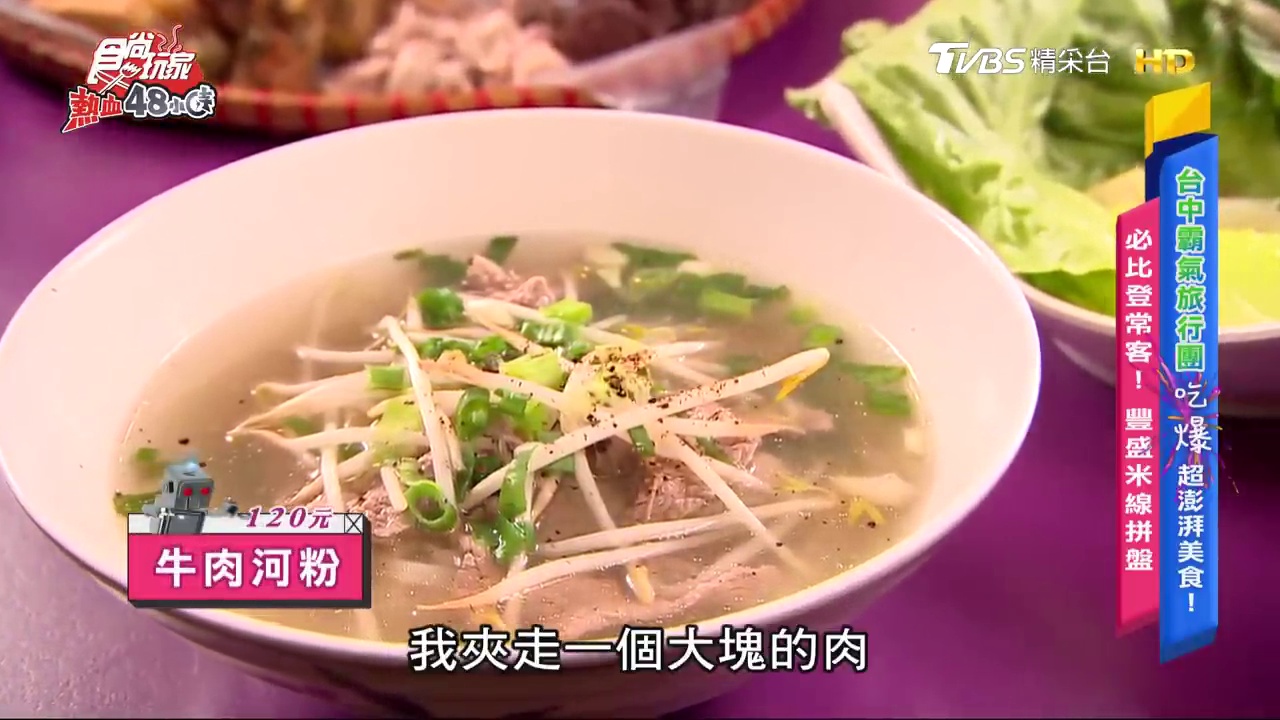 食尚玩家
熱血48小時
TVBS精采台 HD
台中霸氣旅行團吃爆超澎湃美食！
必比登常客！豐盛米線拼盤
120元
牛肉河粉
我夾走一個大塊的肉